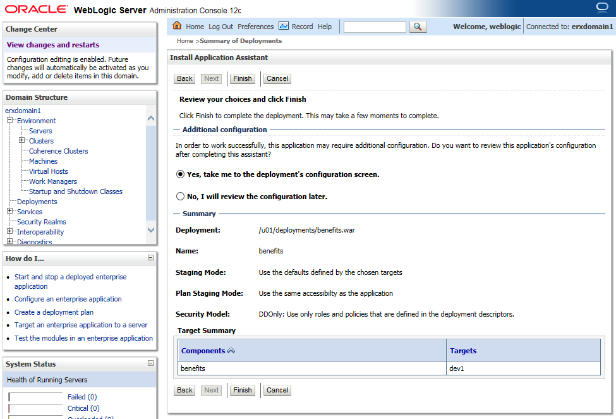 ORACLE WebLogic Server Administration Console 12c
Change Center
View changes and restarts
Configuration editing is enabled. Future
changes will automatically be activated as you
modify, add or delete items in this domain.
Domain Structure
erxdomain1
Environment
Servers
Clusters
Coherence Clusters
Machines
Virtual Hosts
Work Managers
Startup and Shutdown Classes
Deployments
Services
Security Realms
Interoperability
Diagnostics
How do I...
Start and stop a deployed enterprise
application
Configure an enterprise application
Create a deployment plan
Target an enterprise application to a server
Test the modules in an enterprise application
System Status
Health of Running Servers
Failed (0)
Critical (0)
Overloaded (0)
Home Log Out Preferences Record Help
Welcome, weblogic Connected to: erxdomain1
Home >Summary of Deployments
Install Application Assistant
Back Next Finish Cancel
Review your choices and click Finish
Click Finish to complete the deployment. This may take a few moments to complete.
Additional configuration
In order to work successfully, this application may require additional configuration. Do you want to review this application's configuration
after completing this assistant?
Yes, take me to the deployment's configuration screen.
No, I will review the configuration later.
Summary
Deployment: /u01/deployments/benefits.war
Name: benefits
Staging Mode: Use the defaults defined by the chosen targets
Plan Staging Mode: Use the same accessibilty as the application
Security Model: DDOnly: Use only roles and policies that are defined in the deployment descriptors.
Target Summary
Components Targets
benefits dev1
Back Next Finish Cancel